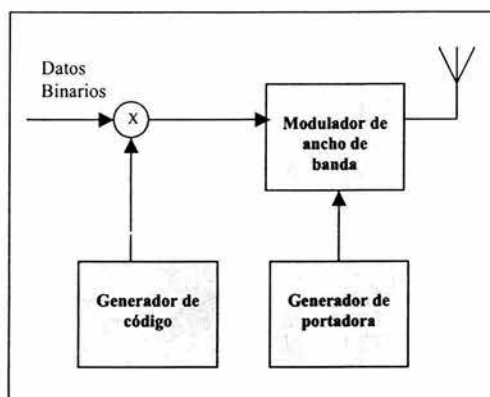 Datos
Binarios
X
Modulador de
ancho de
banda
Generador de
código
Generador de
portadora